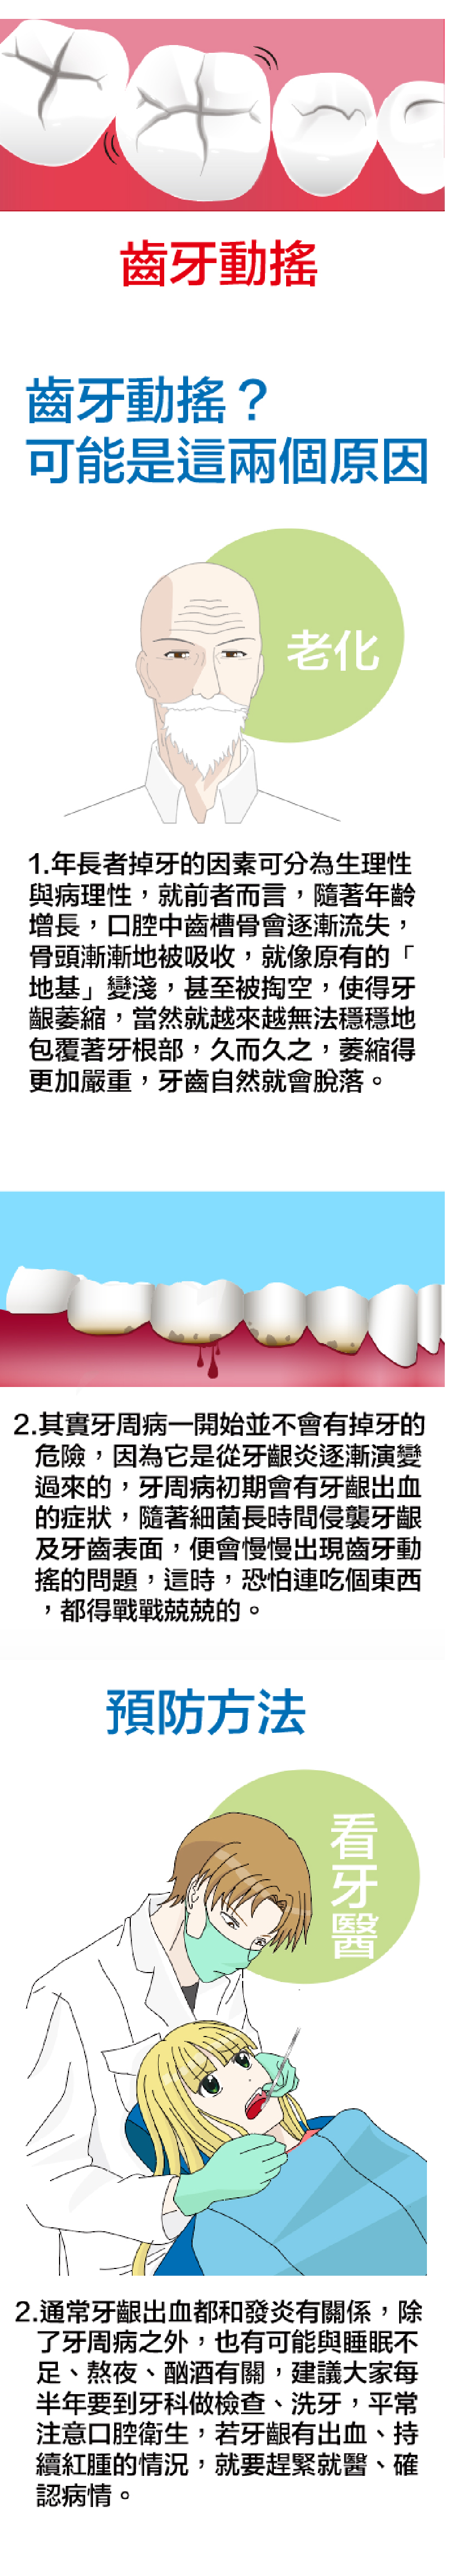 齒牙動搖
齒牙動搖？
可能是這兩個原因
老化
1.年長者掉牙的因素可分為生理性
與病理性，就前者而言，隨著年齡
增長，口腔中齒槽骨會逐漸流失，
骨頭漸漸地被吸收，就像原有的「
地基」變淺，甚至被掏空，使得牙
齦萎縮，當然就越來越無法穩穩地
包覆著牙根部，久而久之，萎縮得
更加嚴重，牙齒自然就會脫落。
2.其實牙周病一開始並不會有掉牙的
危險，因為它是從牙齦炎逐漸演變
過來的，牙周病初期會有牙齦出血
的症狀，隨著細菌長時間侵襲牙齦
及牙齒表面，便會慢慢出現齒牙動
搖的問題，這時，恐怕連吃個東西
，都得戰戰兢兢的。
預防方法
看
牙
醫
2.通常牙齦出血都和發炎有關係，除
了牙周病之外，也有可能與睡眠不
足、熬夜、酗酒有關，建議大家每
半年要到牙科做檢查、洗牙，平常
注意口腔衛生，若牙齦有出血、持
續紅腫的情況，就要趕緊就醫、確
認病情。